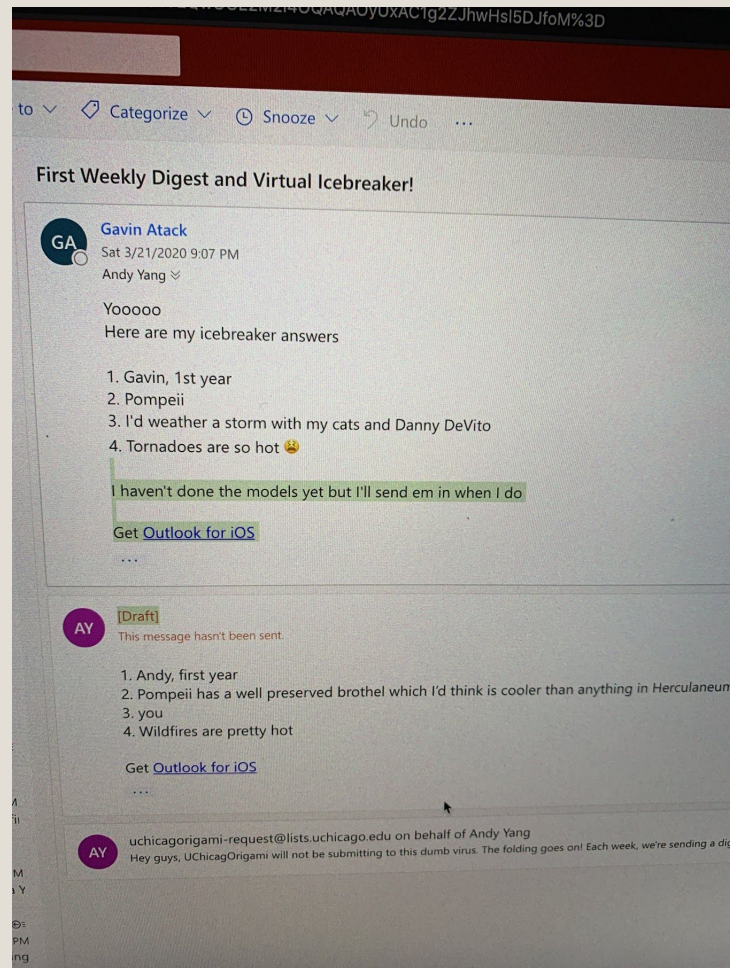 to
Categorize
Snooze
Undo
...
First Weekly Digest and Virtual Icebreaker!
GA
Gavin Atack
Sat 3/21/2020 9:07 PM
Andy Yang
Yooooo
Here are my icebreaker answers
1. Gavin, 1st year
2. Pompeii
3. I'd weather a storm with my cats and Danny DeVito
4. Tornadoes are so hot 😫
I haven't done the models yet but I'll send em in when I do
Get Outlook for iOS
...
AY
[Draft]
This message hasn't been sent.
1. Andy, first year
2. Pompeii has a well preserved brothel which I'd think is cooler than anything in Herculaneum
3. you
4. Wildfires are pretty hot
Get Outlook for iOS
...
AY
uchicagorigami-request@lists.uchicago.edu on behalf of Andy Yang
Hey guys, UChicagOrigami will not be submitting to this dumb virus. The folding goes on! Each week, we're sending a
M
Y
PM
ng